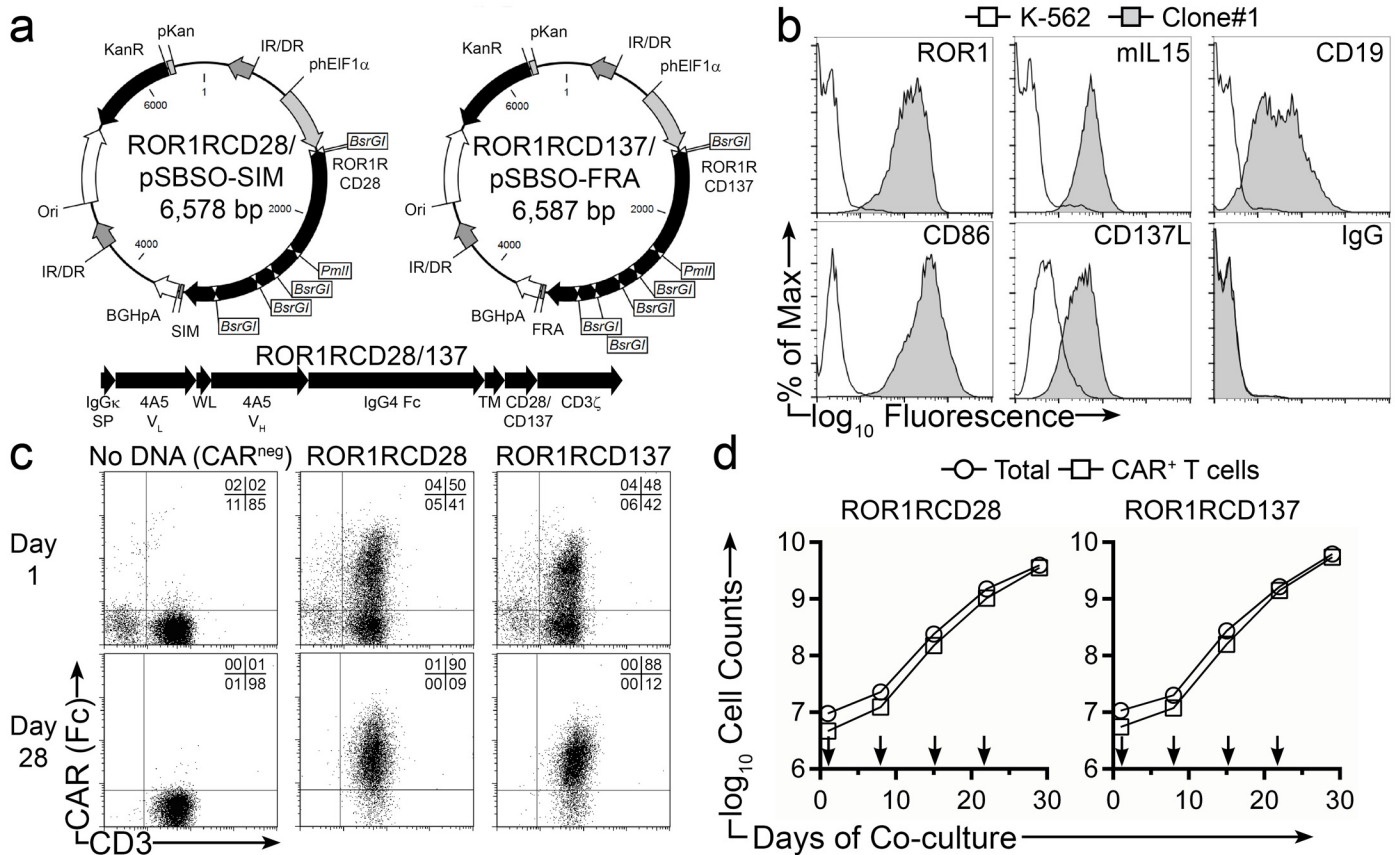 a
pKan
KanR
IR/DR
phEIF1α
6000
1
BsrGI
ROR1RCD28/
pSBSO-SIM
6,578 bp
ROR1R
CD28
2000
Ori
4000
IR/DR
PmlI
BsrGI
BsrGI
BsrGI
BGHpA
SIM
pKan
KanR
IR/DR
phEIF1α
6000
1
BsrGI
ROR1RCD137/
pSBSO-FRA
6,587 bp
ROR1R
CD137
2000
Ori
4000
IR/DR
PmlI
BsrGI
BsrGI
BsrGI
BsrGI
BGHpA
FRA
ROR1RCD28/137
IgGκ
SP
4A5
VL
WL
4A5
VH
IgG4 Fc
TM
CD28/
CD137
CD3ζ
b
K-562
Clone#1
ROR1
mIL15
CD19
CD86
CD137L
IgG
% of Max
log10 Fluorescence
c
No DNA (CARneg)
ROR1RCD28
ROR1RCD137
Day
1
02|02
11|85
04|50
05|41
04|48
06|42
Day
28
00|01
01|98
01|90
00|09
00|88
00|12
CAR (Fc)
CD3
d
Total
CAR+ T cells
ROR1RCD28
ROR1RCD137
10
9
8
7
6
0 10 20 30
10
9
8
7
6
0 10 20 30
log10 Cell Counts
Days of Co-culture